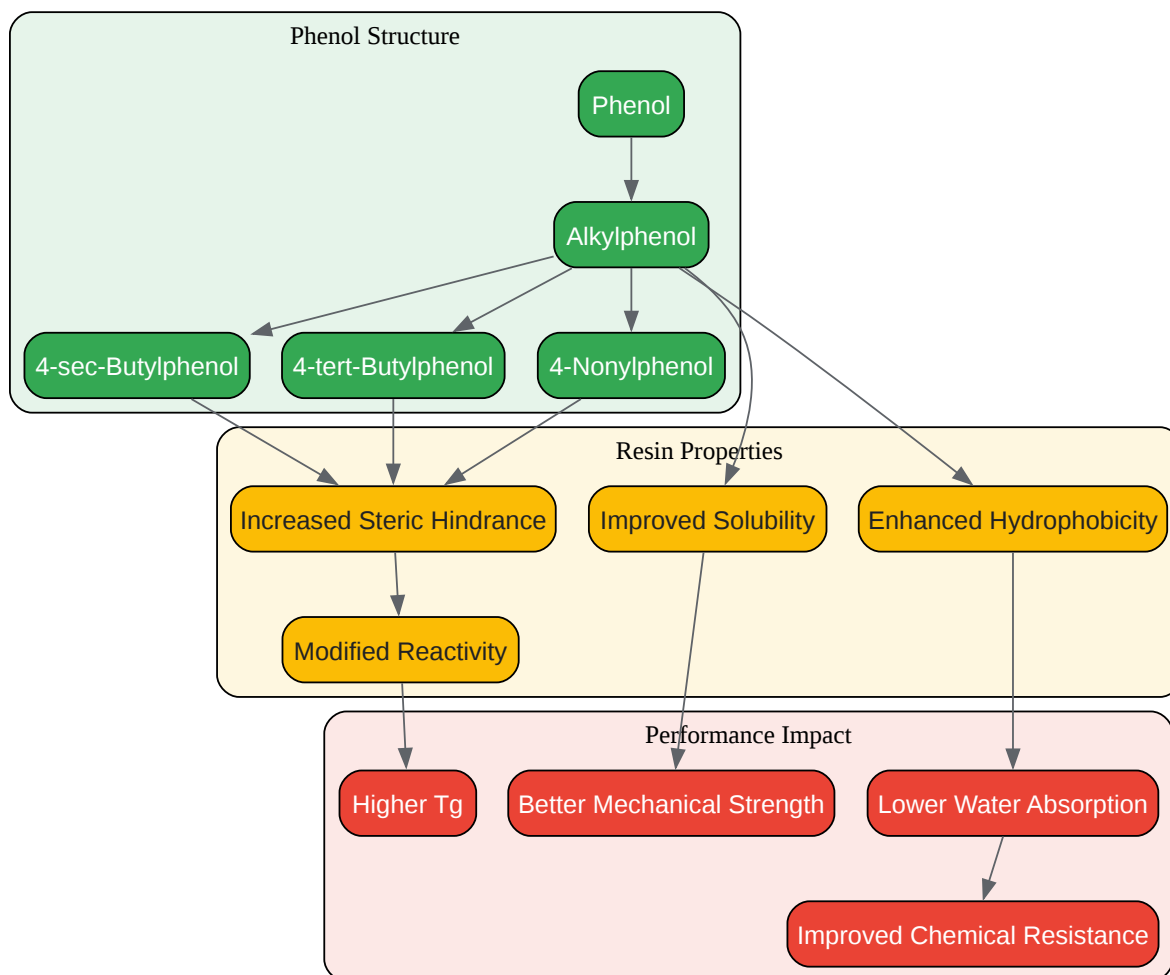 Phenol Structure
Phenol
Alkylphenol
4-sec-Butylphenol
4-tert-Butylphenol
4-Nonylphenol
Resin Properties
Increased Steric Hindrance
Improved Solubility
Enhanced Hydrophobicity
Modified Reactivity
Performance Impact
Higher Tg
Better Mechanical Strength
Lower Water Absorption
Improved Chemical Resistance